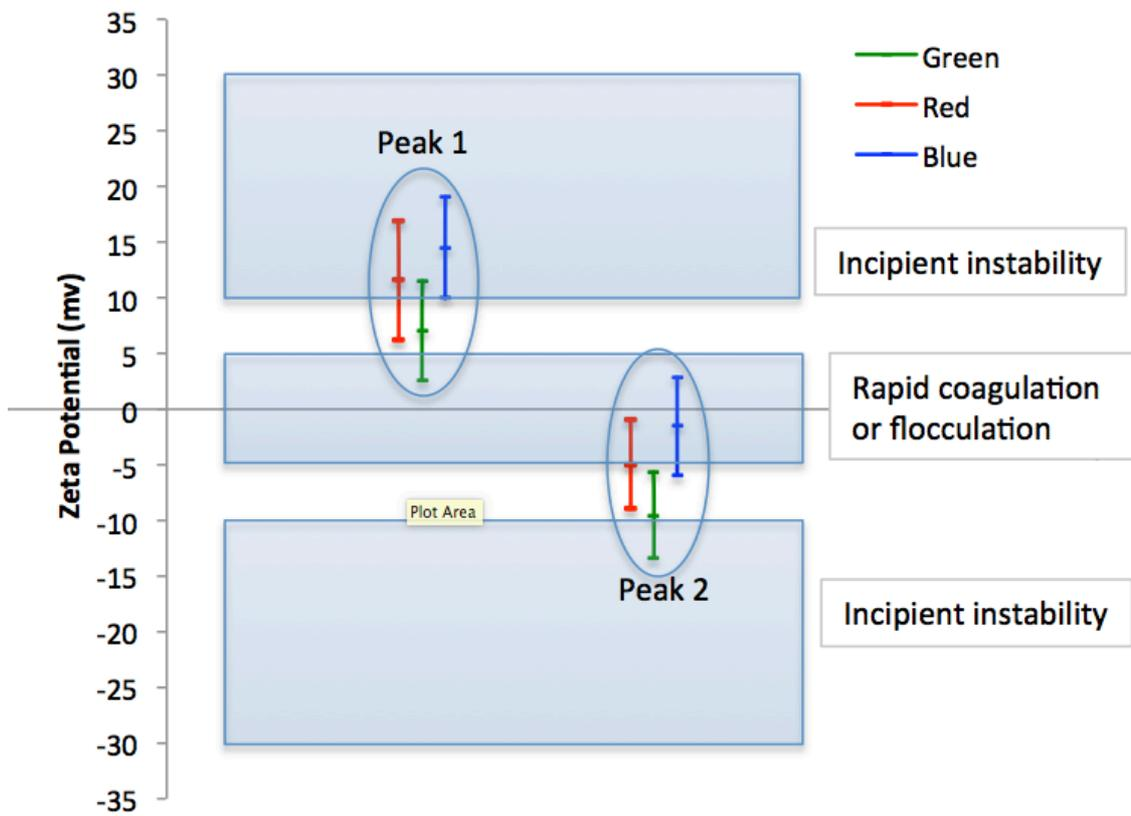 35
30
25
20
15
10
5
0
-5
-10
-15
-20
-25
-30
-35
Zeta Potential (mv)
Peak 1
Peak 2
Plot Area
Green
Red
Blue
Incipient instability
Rapid coagulation
or flocculation
Incipient instability